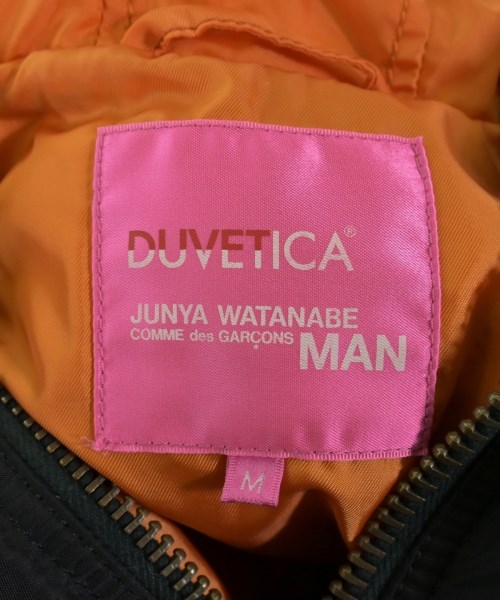 DUVETICA®
JUNYA WATANABE
COMME des GARÇONS MAN
M